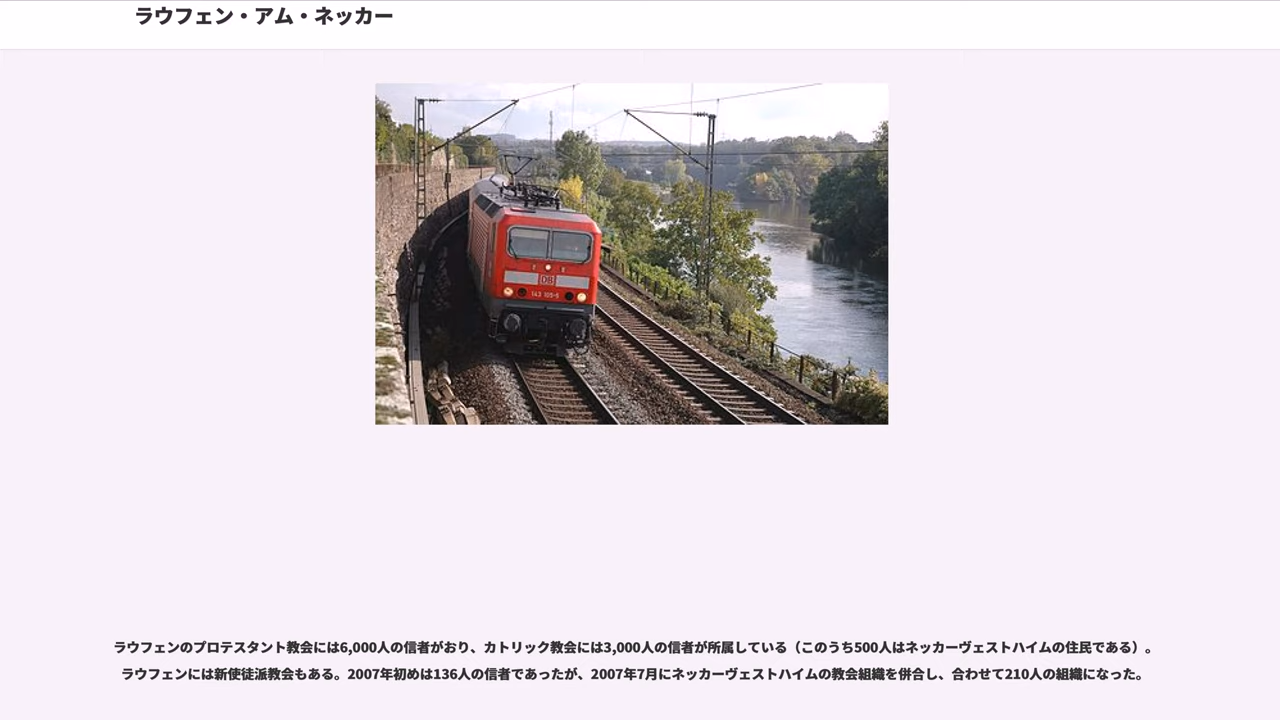 ラウフェン・アム・ネッカー
DB
143 105-5
ラウフェンのプロテスタント教会には6,000人の信者がおり、カトリック教会には3,000人の信者が所属している（このうち500人はネッカーヴェストハイムの住民である）。
ラウフェンには新使徒派教会もある。2007年初めは136人の信者であったが、2007年7月にネッカーヴェストハイムの教会組織を併合し、合わせて210人の組織になった。